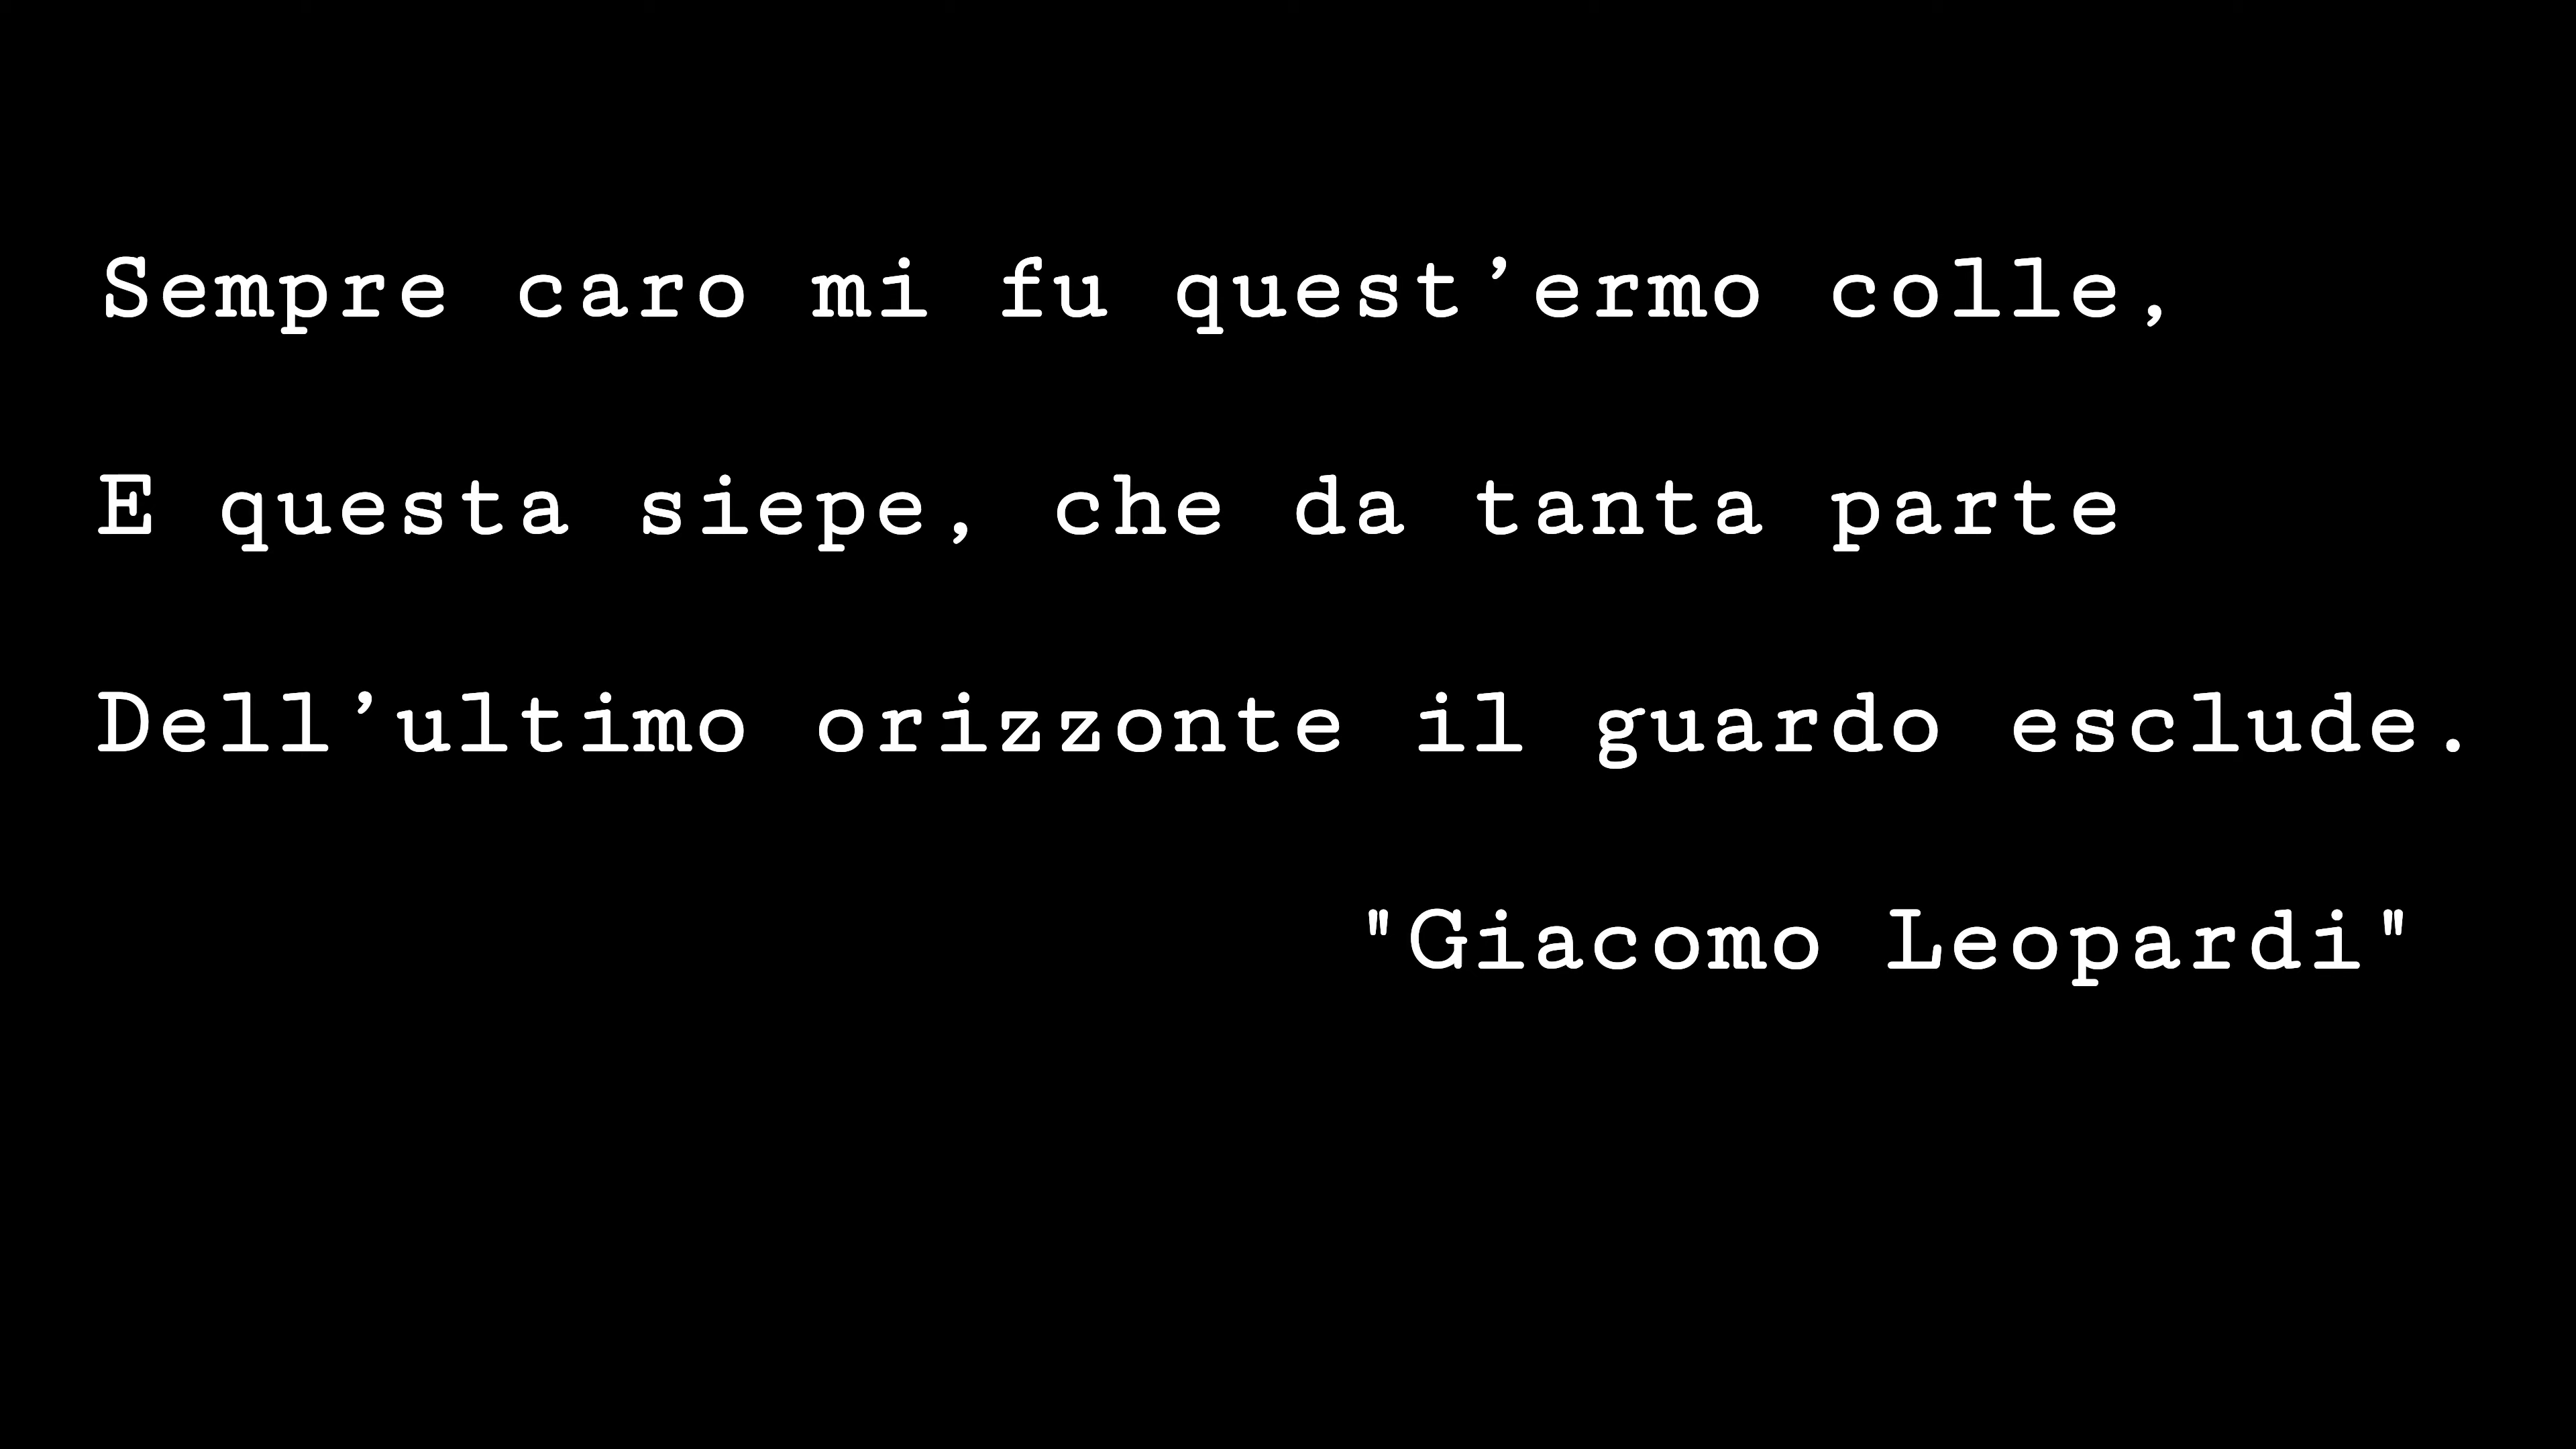 Sempre caro mi fu quest’ermo colle,
E questa siepe, che da tanta parte
Dell’ultimo orizzonte il guardo esclude.
"Giacomo Leopardi"